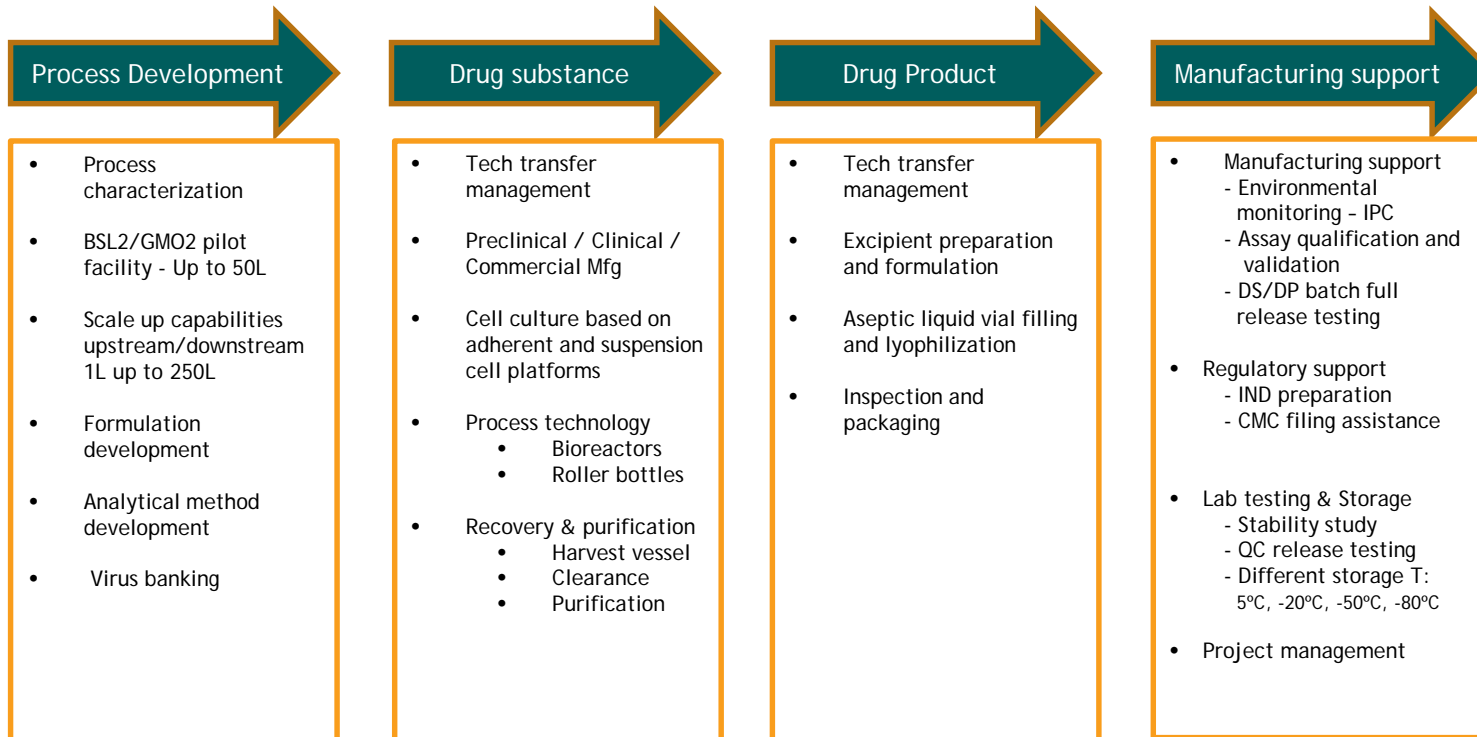 Process Development
• Process
characterization
• BSL2/GMO2 pilot
facility - Up to 50L
• Scale up capabilities
upstream/downstream
1L up to 250L
• Formulation
development
• Analytical method
development
• Virus banking
Drug substance
• Tech transfer
management
• Preclinical / Clinical /
Commercial Mfg
• Cell culture based on
adherent and suspension
cell platforms
• Process technology
• Bioreactors
• Roller bottles
• Recovery & purification
• Harvest vessel
• Clearance
• Purification
Drug Product
• Tech transfer
management
• Excipient preparation
and formulation
• Aseptic liquid vial filling
and lyophilization
• Inspection and
packaging
Manufacturing support
• Manufacturing support
- Environmental
monitoring – IPC
- Assay qualification and
validation
- DS/DP batch full
release testing
• Regulatory support
- IND preparation
- CMC filing assistance
• Lab testing & Storage
- Stability study
- QC release testing
- Different storage T:
5ºC, -20ºC, -50ºC, -80ºC
• Project management